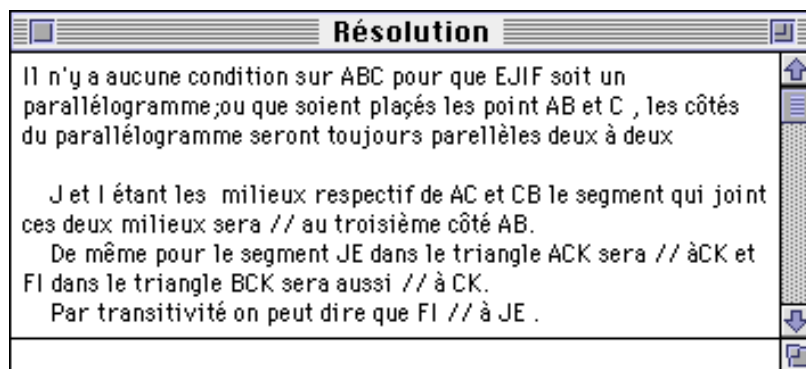 Résolution
Il n'y a aucune condition sur ABC pour que EJIF soit un
parallélogramme;ou que soient plaçés les point AB et C , les côtés
du parallélogramme seront toujours parellèles deux à deux
J et I étant les milieux respectif de AC et CB le segment qui joint
ces deux milieux sera // au troisième côté AB.
De même pour le segment JE dans le triangle ACK sera // àCK et
FI dans le triangle BCK sera aussi // à CK.
Par transitivité on peut dire que FI // à JE .